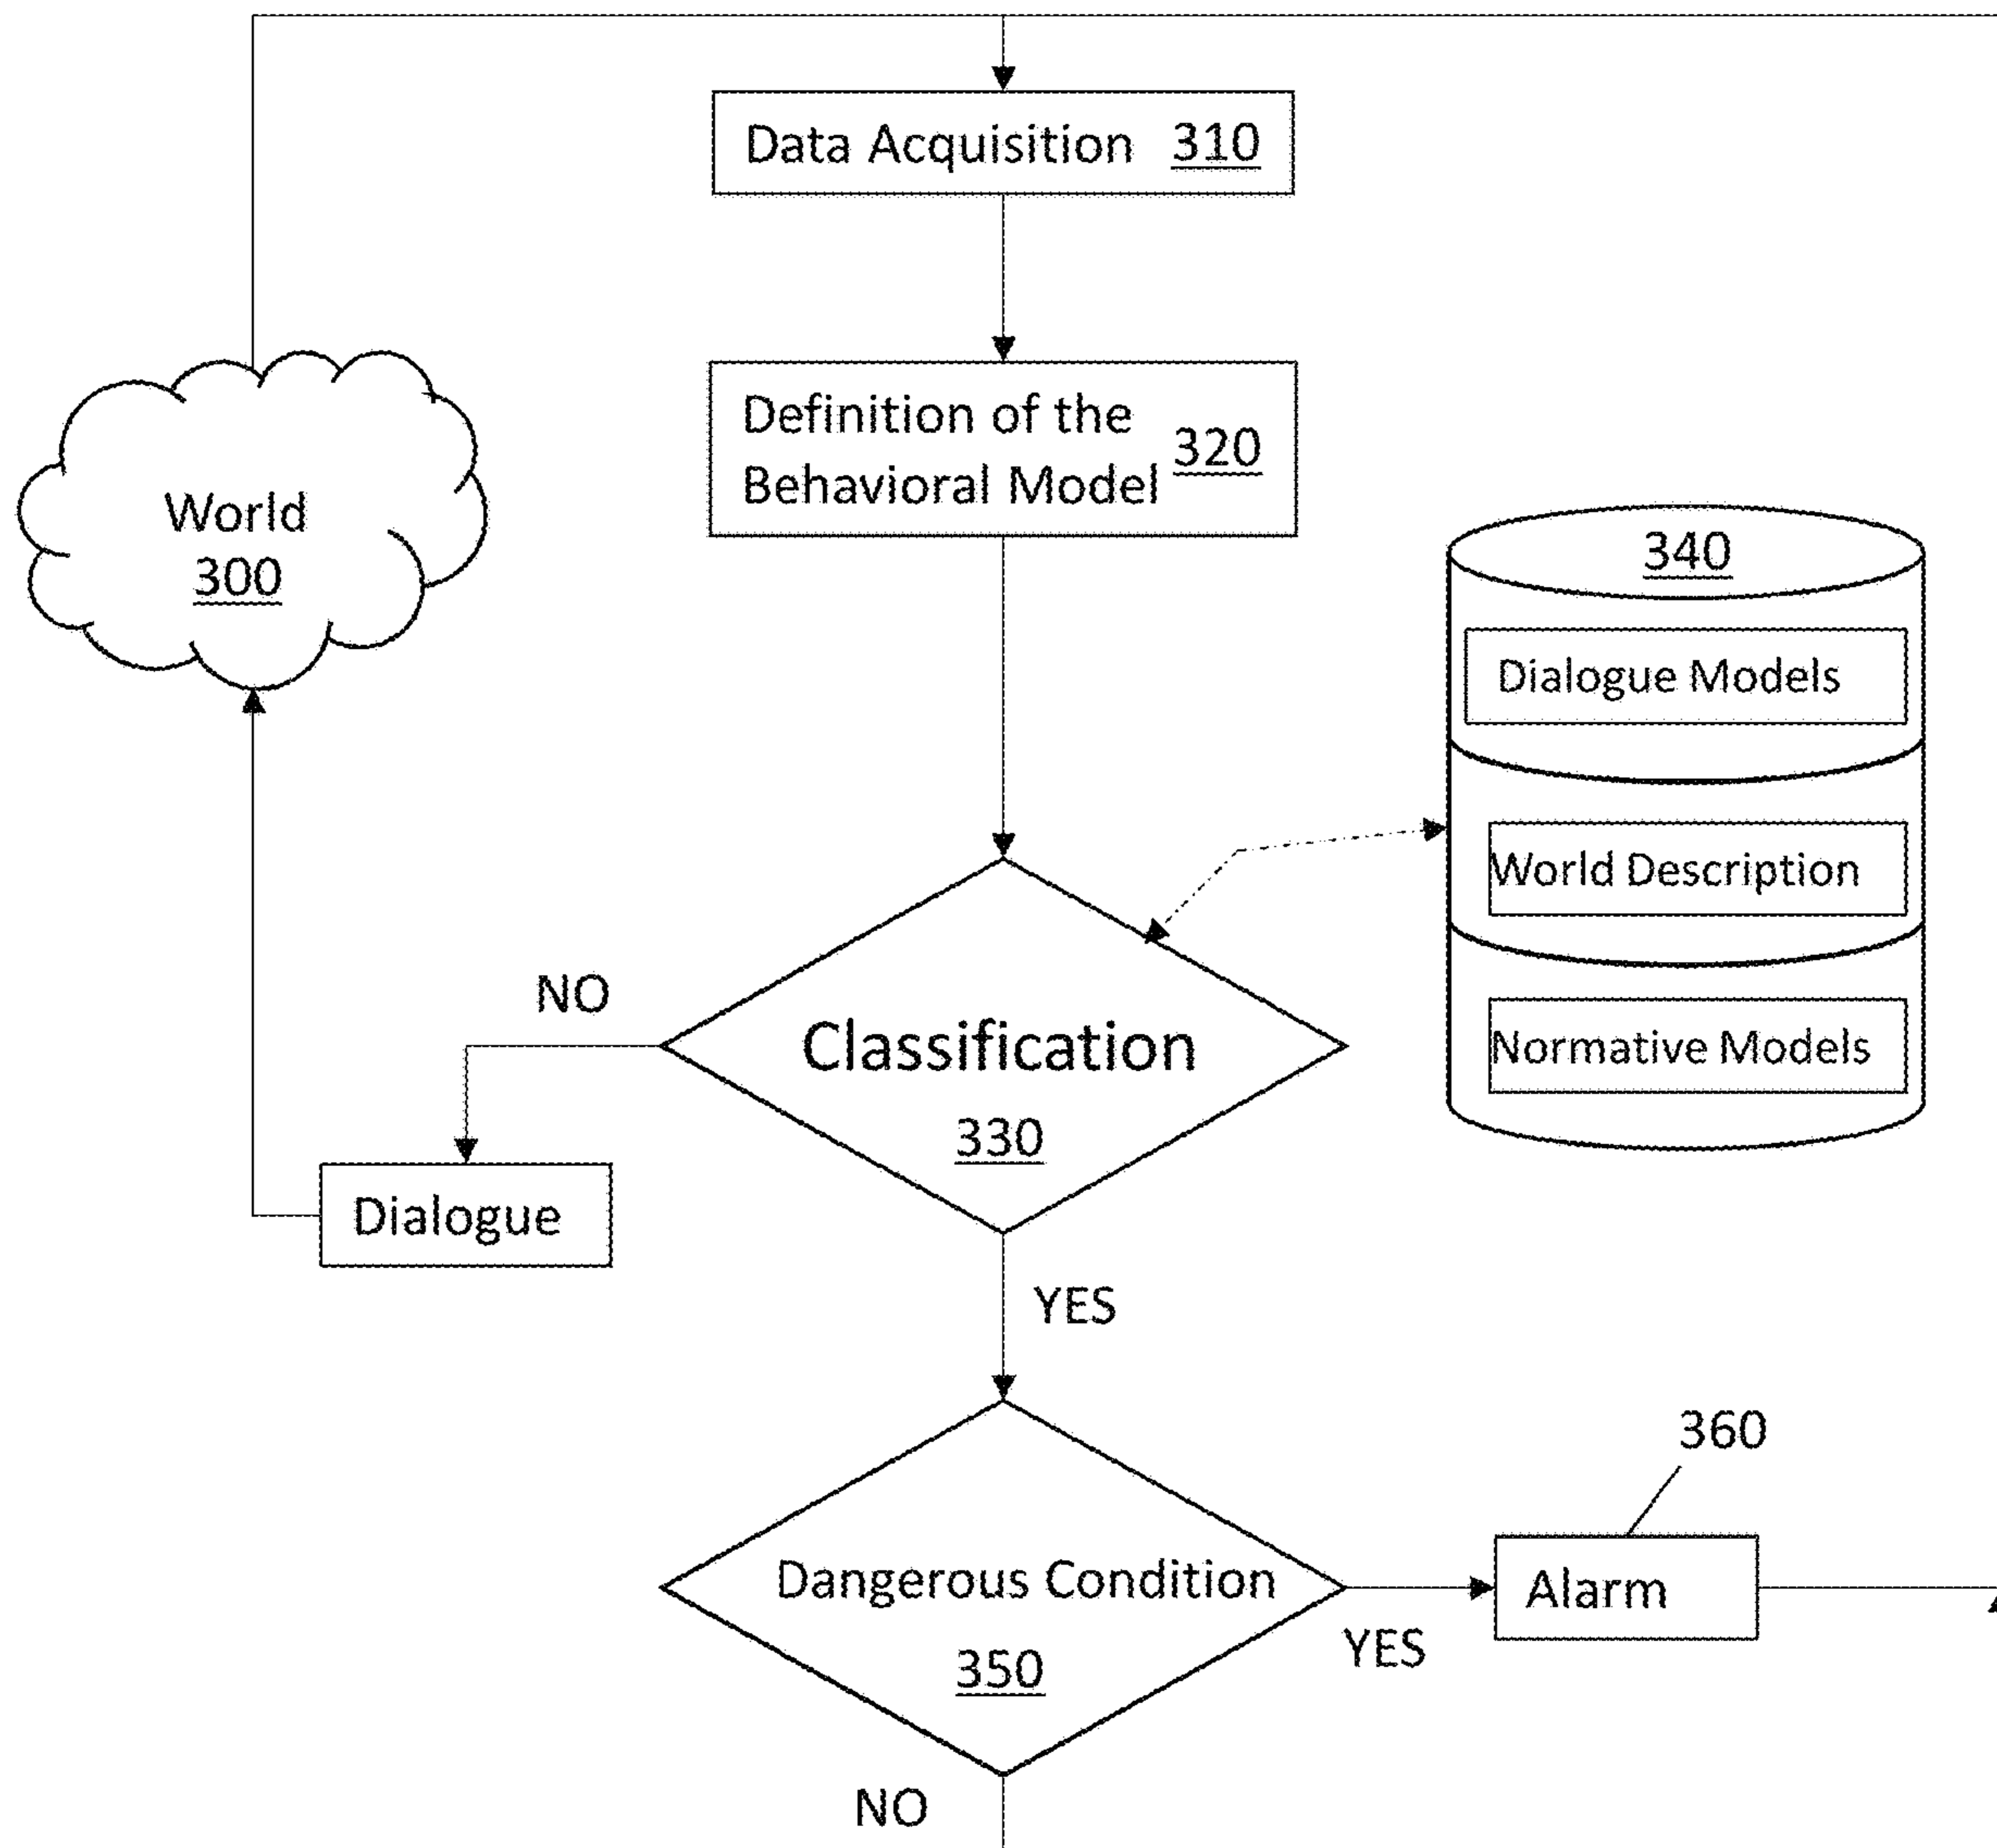 Data Acquisition 310
Definition of the
Behavioral Model 320
World
300
340
Dialogue Models
World Description
Normative Models
NO
Classification
330
Dialogue
YES
360
Dangerous Condition
350
YES
Alarm
NO